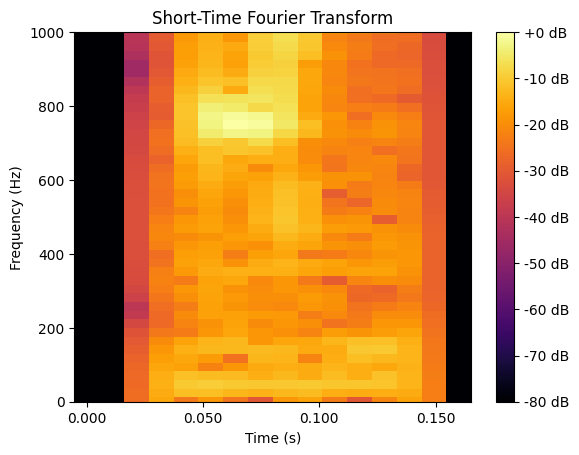 Short-Time Fourier Transform
1000
800
600
400
200
0
Frequency (Hz)
0.000
0.050
0.100
0.150
Time (s)
+0 dB
-10 dB
-20 dB
-30 dB
-40 dB
-50 dB
-60 dB
-70 dB
-80 dB